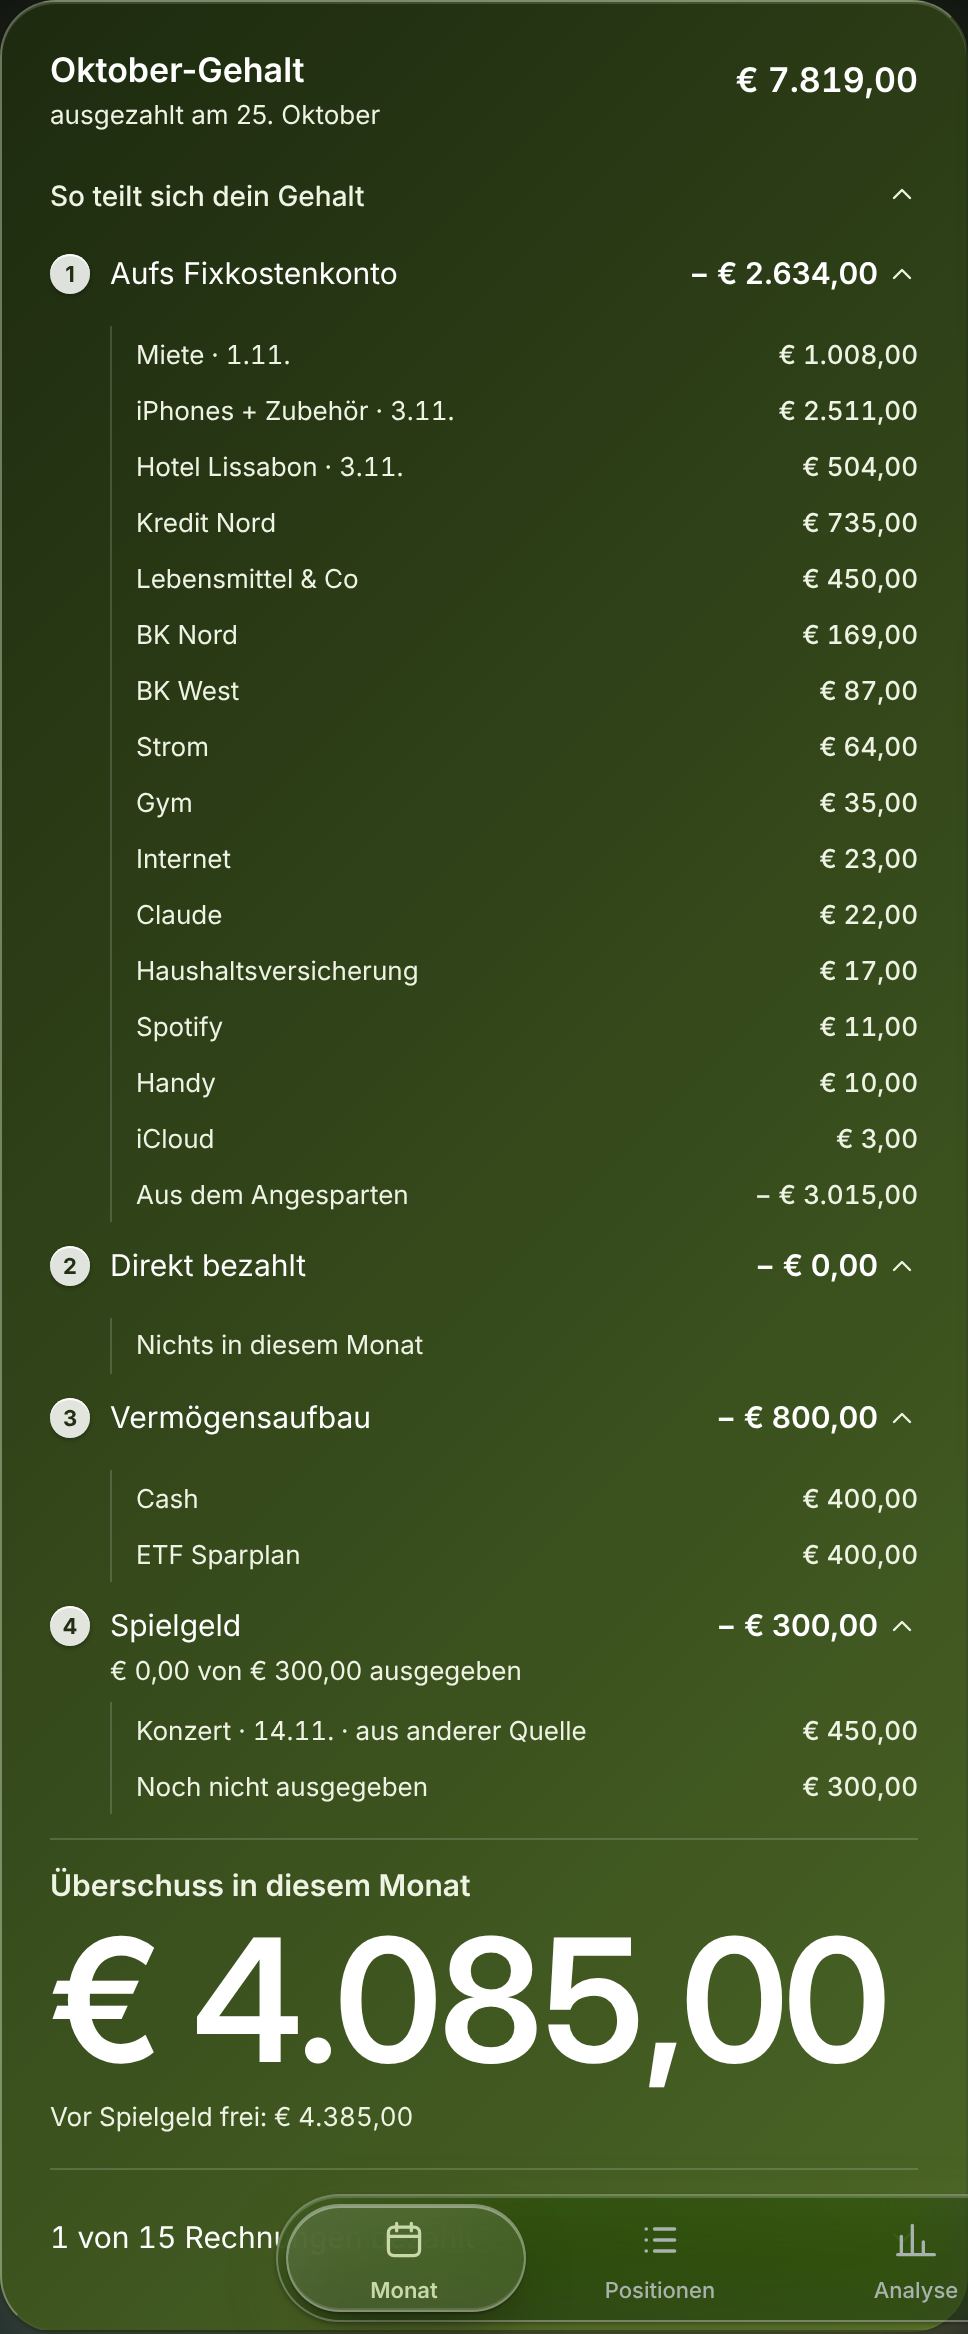 Oktober-Gehalt € 7.819,00
ausgezahlt am 25. Oktober
So teilt sich dein Gehalt
1 Aufs Fixkostenkonto – € 2.634,00
Miete · 1.11. € 1.008,00
iPhones + Zubehör · 3.11. € 2.511,00
Hotel Lissabon · 3.11. € 504,00
Kredit Nord € 735,00
Lebensmittel & Co € 450,00
BK Nord € 169,00
BK West € 87,00
Strom € 64,00
Gym € 35,00
Internet € 23,00
Claude € 22,00
Haushaltsversicherung € 17,00
Spotify € 11,00
Handy € 10,00
iCloud € 3,00
Aus dem Angesparten – € 3.015,00
2 Direkt bezahlt – € 0,00
Nichts in diesem Monat
3 Vermögensaufbau – € 800,00
Cash € 400,00
ETF Sparplan € 400,00
4 Spielgeld – € 300,00
€ 0,00 von € 300,00 ausgegeben
Konzert · 14.11. · aus anderer Quelle € 450,00
Noch nicht ausgegeben € 300,00
Überschuss in diesem Monat
€ 4.085,00
Vor Spielgeld frei: € 4.385,00
1 von 15 Rechnungen bezahlt
Monat Positionen Analyse